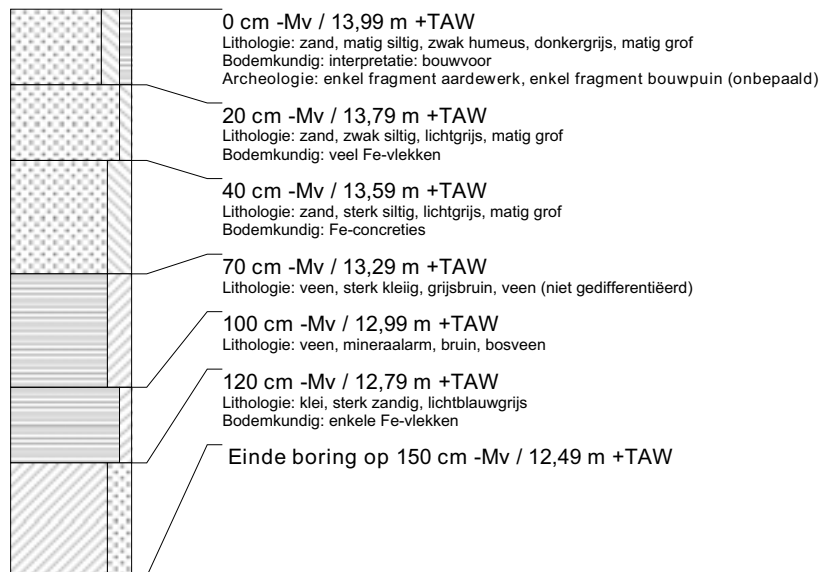 0 cm -Mv / 13,99 m +TAW
Lithologie: zand, matig siltig, zwak humeus, donkergrijs, matig grof
Bodemkundig: interpretatie: bouwvoor
Archeologie: enkel fragment aardewerk, enkel fragment bouwpuin (onbepaald)
20 cm -Mv / 13,79 m +TAW
Lithologie: zand, zwak siltig, lichtgrijs, matig grof
Bodemkundig: veel Fe-vlekken
40 cm -Mv / 13,59 m +TAW
Lithologie: zand, sterk siltig, lichtgrijs, matig grof
Bodemkundig: Fe-concreties
70 cm -Mv / 13,29 m +TAW
Lithologie: veen, sterk kleiig, grijsbruin, veen (niet gedifferentiëerd)
100 cm -Mv / 12,99 m +TAW
Lithologie: veen, mineraalarm, bruin, bosveen
120 cm -Mv / 12,79 m +TAW
Lithologie: klei, sterk zandig, lichtblauwgrijs
Bodemkundig: enkele Fe-vlekken
Einde boring op 150 cm -Mv / 12,49 m +TAW